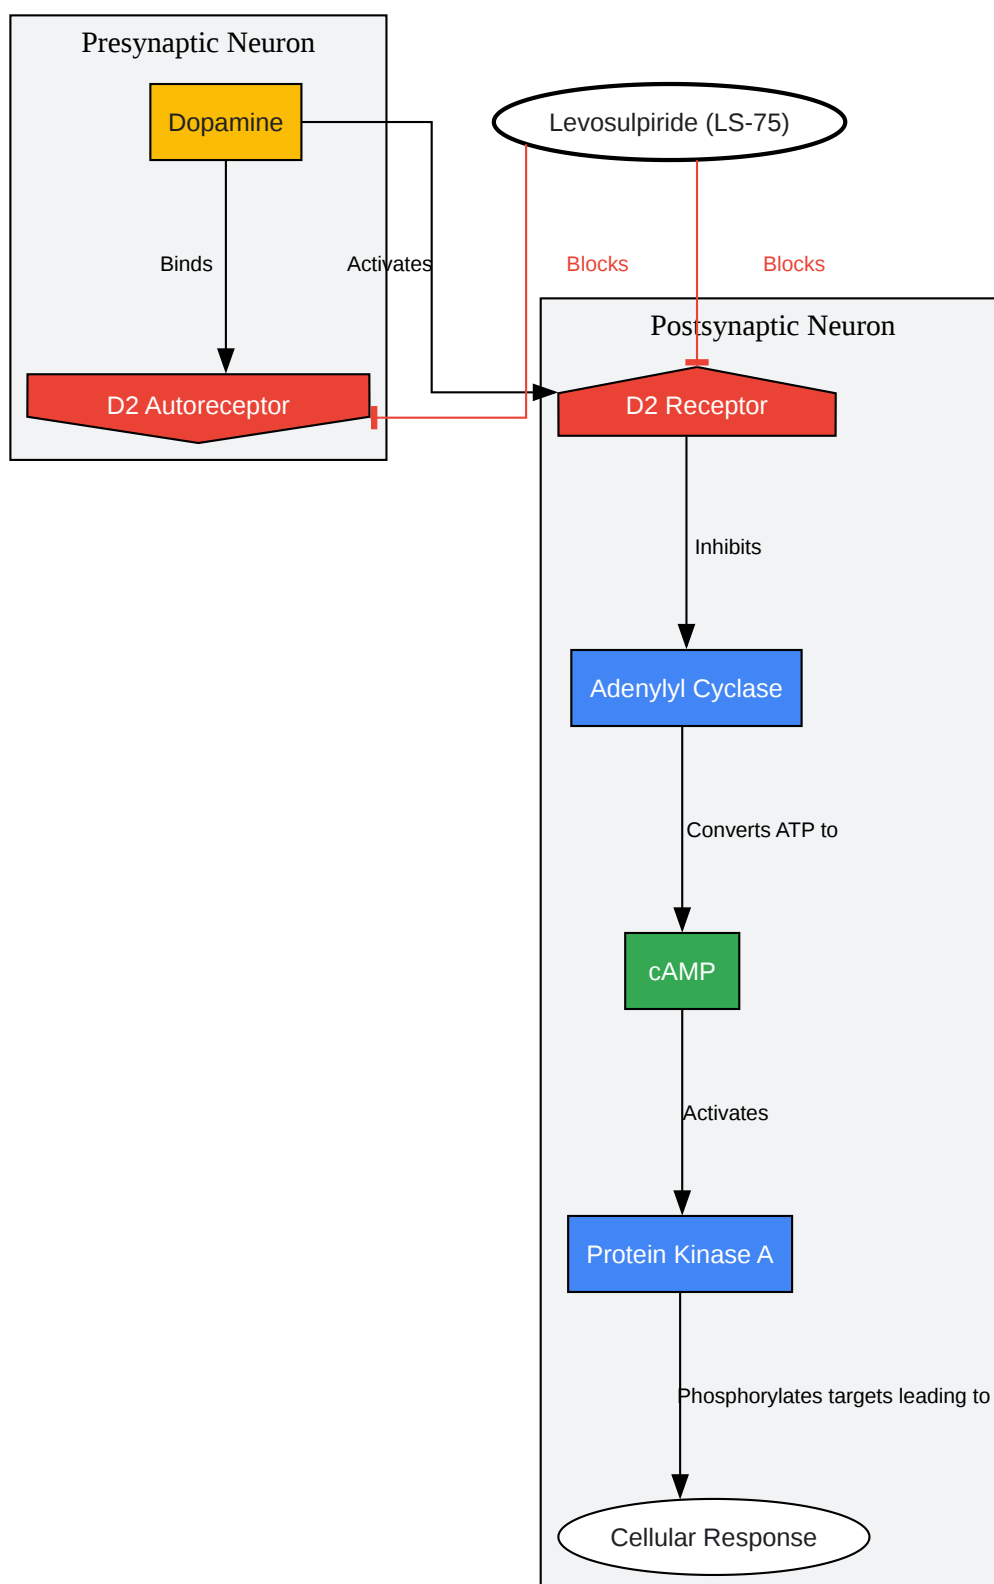 Presynaptic Neuron
Dopamine
Levosulpiride (LS-75)
Binds
Activates
Blocks
Blocks
Postsynaptic Neuron
D2 Autoreceptor
D2 Receptor
Inhibits
Adenylyl Cyclase
Converts ATP to
cAMP
Activates
Protein Kinase A
Phosphorylates targets leading to
Cellular Response